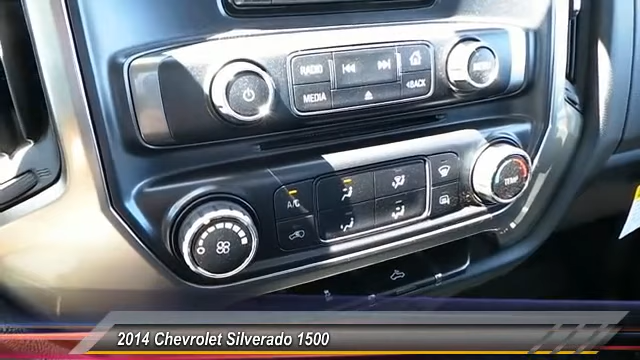 RADIO
MEDIA
BACK
MENU
A/C
TEMP
2014 Chevrolet Silverado 1500